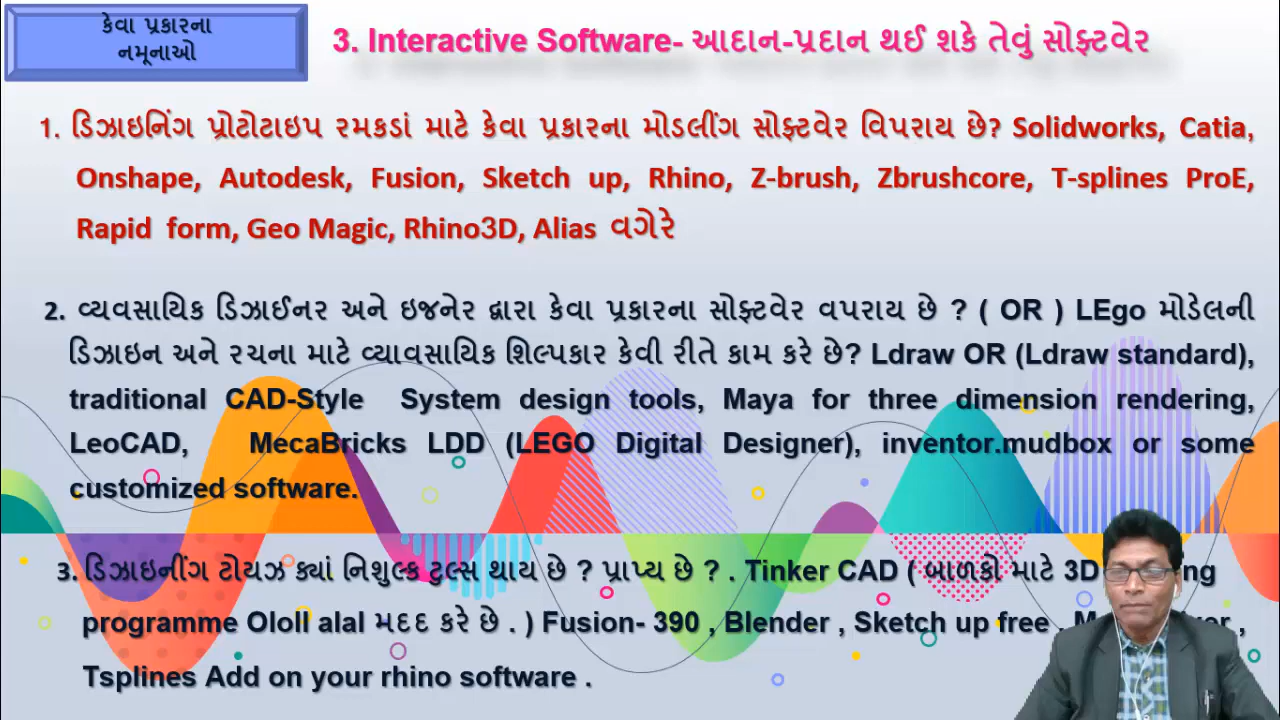 કેવા પ્રકારના
નમૂનાઓ
3. Interactive Software- આદાન-પ્રદાન થઈ શકે તેવું સોફ્ટવેર
1. ડિઝાઇનિંગ પ્રોટોટાઇપ રમકડાં માટે કેવા પ્રકારના મોડલીંગ સોફ્ટવેર વિપરાય છે? Solidworks, Catia,
Onshape, Autodesk, Fusion, Sketch up, Rhino, Z-brush, Zbrushcore, T-splines ProE,
Rapid form, Geo Magic, Rhino3D, Alias વગેરે
2. વ્યવસાયિક ડિઝાઈનર અને ઇજનેર દ્વારા કેવા પ્રકારના સોફ્ટવેર વપરાય છે ? ( OR ) LEgo મોડેલની
ડિઝાઇન અને રચના માટે વ્યાવસાયિક શિલ્પકાર કેવી રીતે કામ કરે છે? Ldraw OR (Ldraw standard),
traditional CAD-Style System design tools, Maya for three dimension rendering,
LeoCAD, MecaBricks LDD (LEGO Digital Designer), inventor.mudbox or some
customized software.
3. ડિઝાઇનીંગ ટોયઝ ક્યાં નિશુલ્ક ટુલ્સ થાય છે ? પ્રાપ્ય છે ? . Tinker CAD ( બાળકો માટે 3D
programme Ololl alal મદદ કરે છે . ) Fusion- 390 , Blender , Sketch up free ,
Tsplines Add on your rhino software .